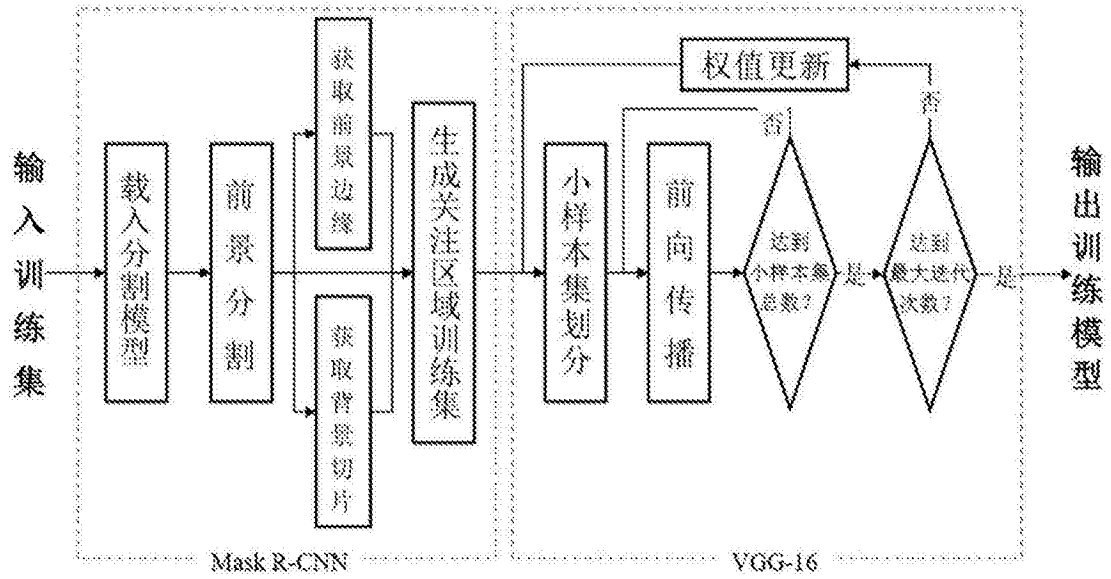 输入训练集
载入分割模型
前景分割
获取前景边缘
获取背景切片
生成关注区域训练集
Mask R-CNN
小样本集划分
前向传播
达到
小样本集
总数？
否
是
达到
最大迭代
次数？
否
是
权值更新
VGG-16
输出训练模型